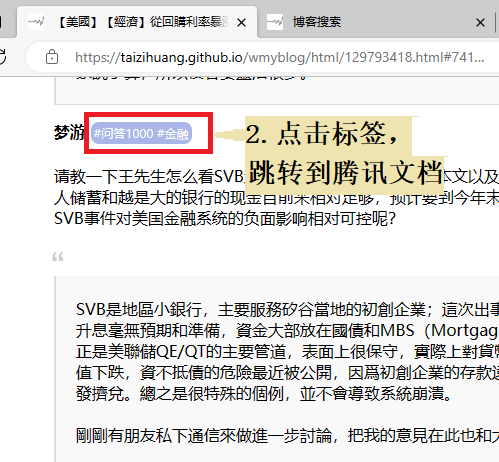 【美國】【經濟】從回購利率暴
博客搜索
https://taizihuang.github.io/wmyblog/html/129793418.html#741...
梦游
#问答1000 #金融
2. 点击标签，
跳转到腾讯文档
请教一下王先生怎么看SVB
本文以及
人储蓄和越是大的银行的现金目前来相对足够，预计要到今年末
SVB事件对美国金融系统的负面影响相对可控呢？
“
SVB是地區小銀行，主要服務矽谷當地的初創企業；這次出事
升息毫無預期和準備，資金大部放在國債和MBS（Mortgag
正是美聯儲QE/QT的主要管道，表面上很保守，實際上對貨
值下跌，資不抵債的危險最近被公開，因爲初創企業的存款
發擠兌。總之是很特殊的個例，並不會導致系統崩潰。
剛剛有朋友私下通信來做進一步討論，把我的意見在此也和